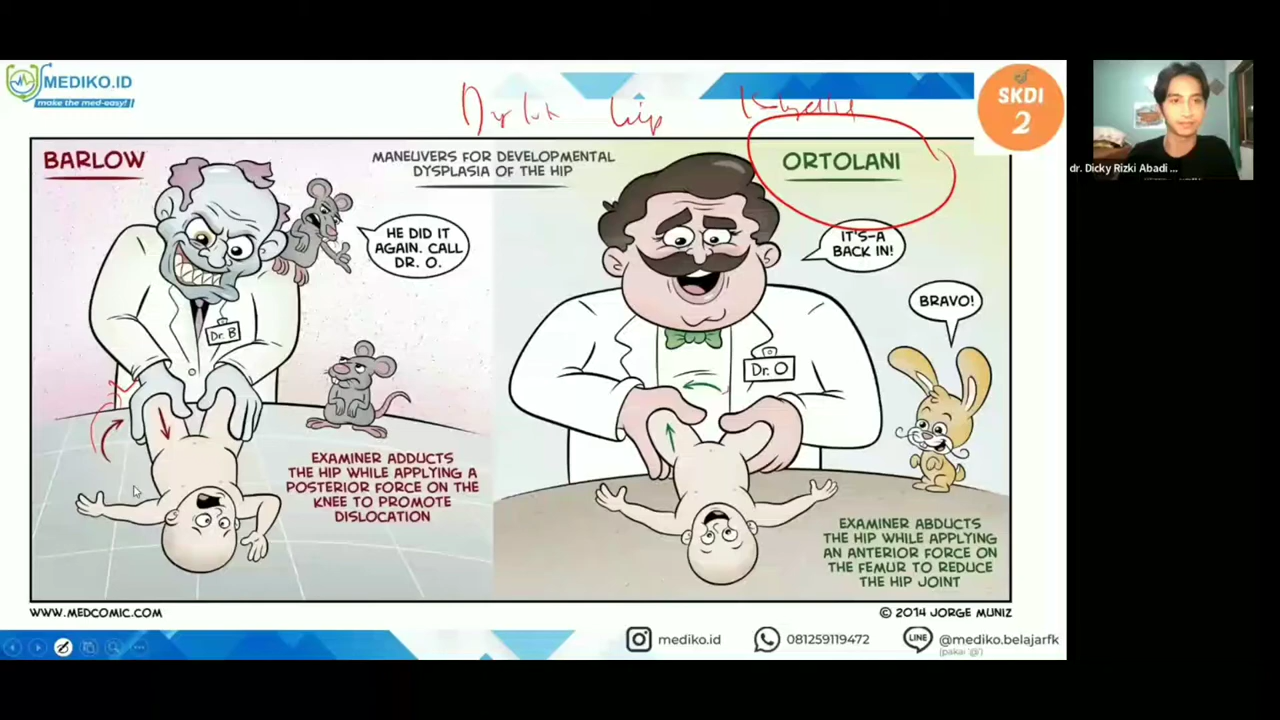 MEDIKO.ID
make the med-easy!
hip
SKDI
2
dr. Dicky Rizki Abadi ...
BARLOW
MANEUVERS FOR DEVELOPMENTAL
DYSPLASIA OF THE HIP
ORTOLANI
HE DID IT
AGAIN. CALL
DR. O.
IT'S-A
BACK IN!
BRAVO!
Dr. B
Dr. O
EXAMINER ADDUCTS
THE HIP WHILE APPLYING A
POSTERIOR FORCE ON THE
KNEE TO PROMOTE
DISLOCATION
EXAMINER ABDUCTS
THE HIP WHILE APPLYING
AN ANTERIOR FORCE ON
THE FEMUR TO REDUCE
THE HIP JOINT
WWW.MEDCOMIC.COM
© 2014 JORGE MUNIZ
mediko.id
081259119472
LINE
@mediko.belajarfk
(pakai '@')